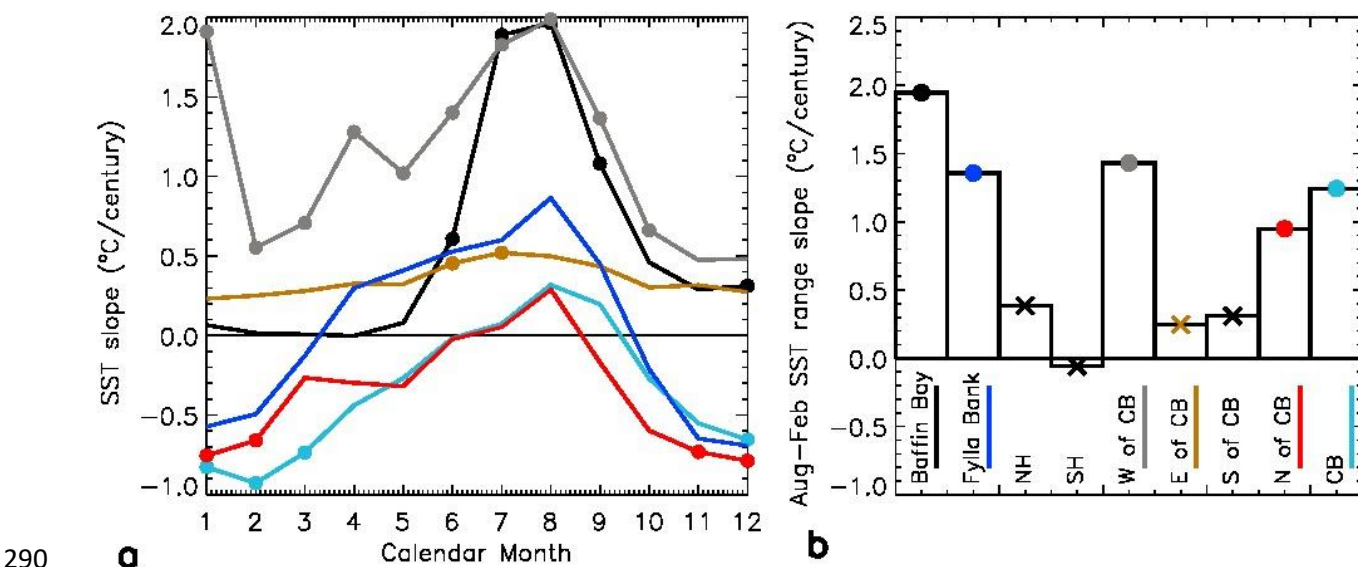 SST slope (°C/century)
2.0
1.5
1.0
0.5
0.0
−0.5
−1.0
1 2 3 4 5 6 7 8 9 10 11 12
Calendar Month
290
a
Aug−Feb SST range slope (°C/century)
2.5
2.0
1.5
1.0
0.5
0.0
−0.5
−1.0
Baffin Bay
Fylla Bank
NH
SH
W of CB
E of CB
S of CB
N of CB
CB
b